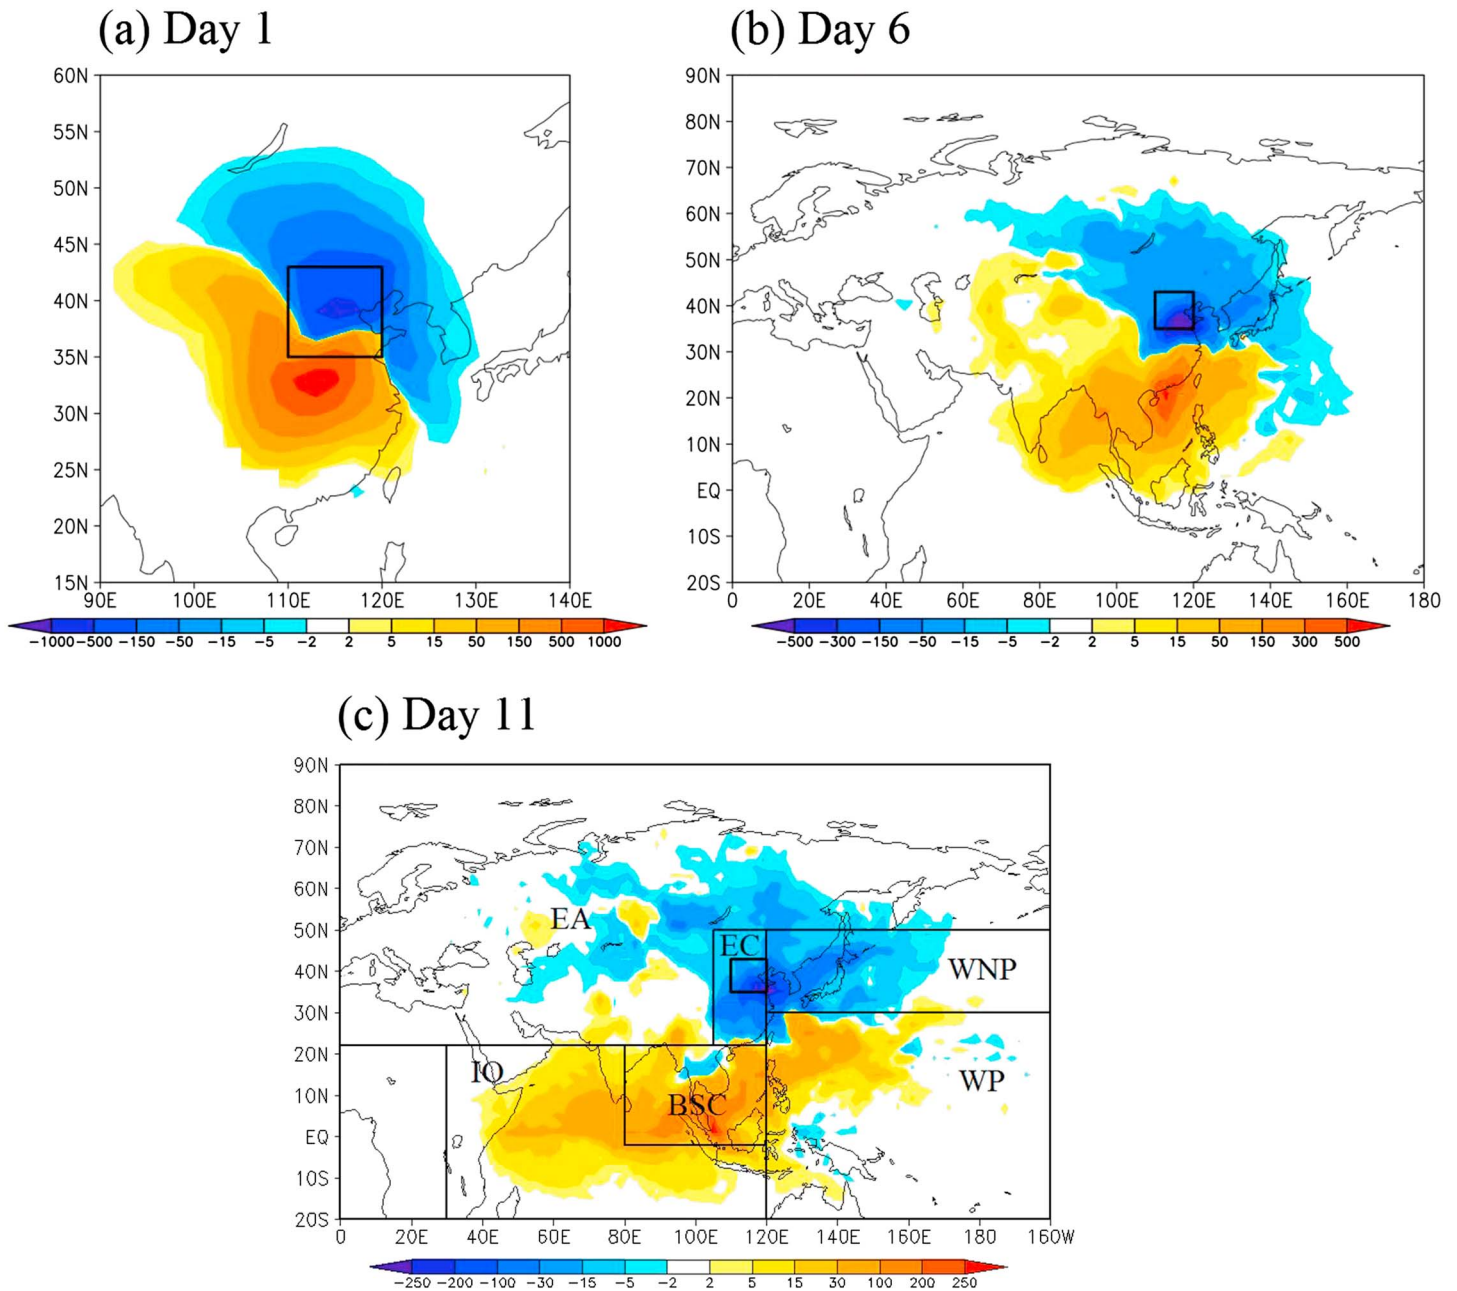 (a) Day 1
(b) Day 6
60N
55N
50N
45N
40N
35N
30N
25N
20N
15N
90E 100E 110E 120E 130E 140E
-1000 -500 -150 -50 -15 -5 -2 2 5 15 50 150 500 1000
90N
80N
70N
60N
50N
40N
30N
20N
10N
EQ
10S
20S
0 20E 40E 60E 80E 100E 120E 140E 160E 180
-500 -300 -150 -50 -15 -5 -2 2 5 15 50 150 300 500
(c) Day 11
90N
80N
70N
60N
50N
40N
30N
20N
10N
EQ
10S
20S
EA
EC
WNP
IO
BSC
WP
0 20E 40E 60E 80E 100E 120E 140E 160E 180 160W
-250 -200 -100 -30 -15 -5 -2 2 5 15 30 100 200 250